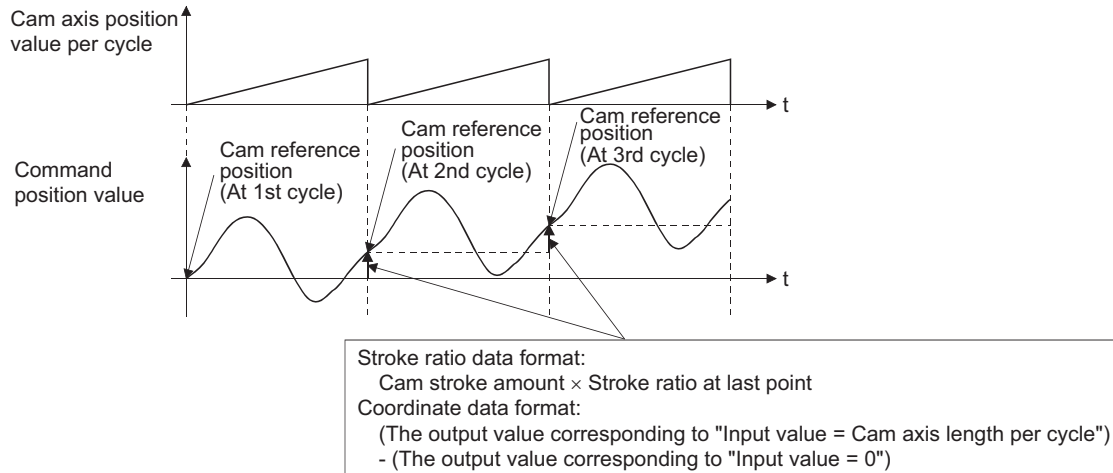 Cam axis position
value per cycle
t
Cam reference
position
(At 1st cycle)
Cam reference
position
(At 2nd cycle)
Cam reference
position
(At 3rd cycle)
Command
position value
t
Stroke ratio data format:
Cam stroke amount × Stroke ratio at last point
Coordinate data format:
(The output value corresponding to "Input value = Cam axis length per cycle")
- (The output value corresponding to "Input value = 0")